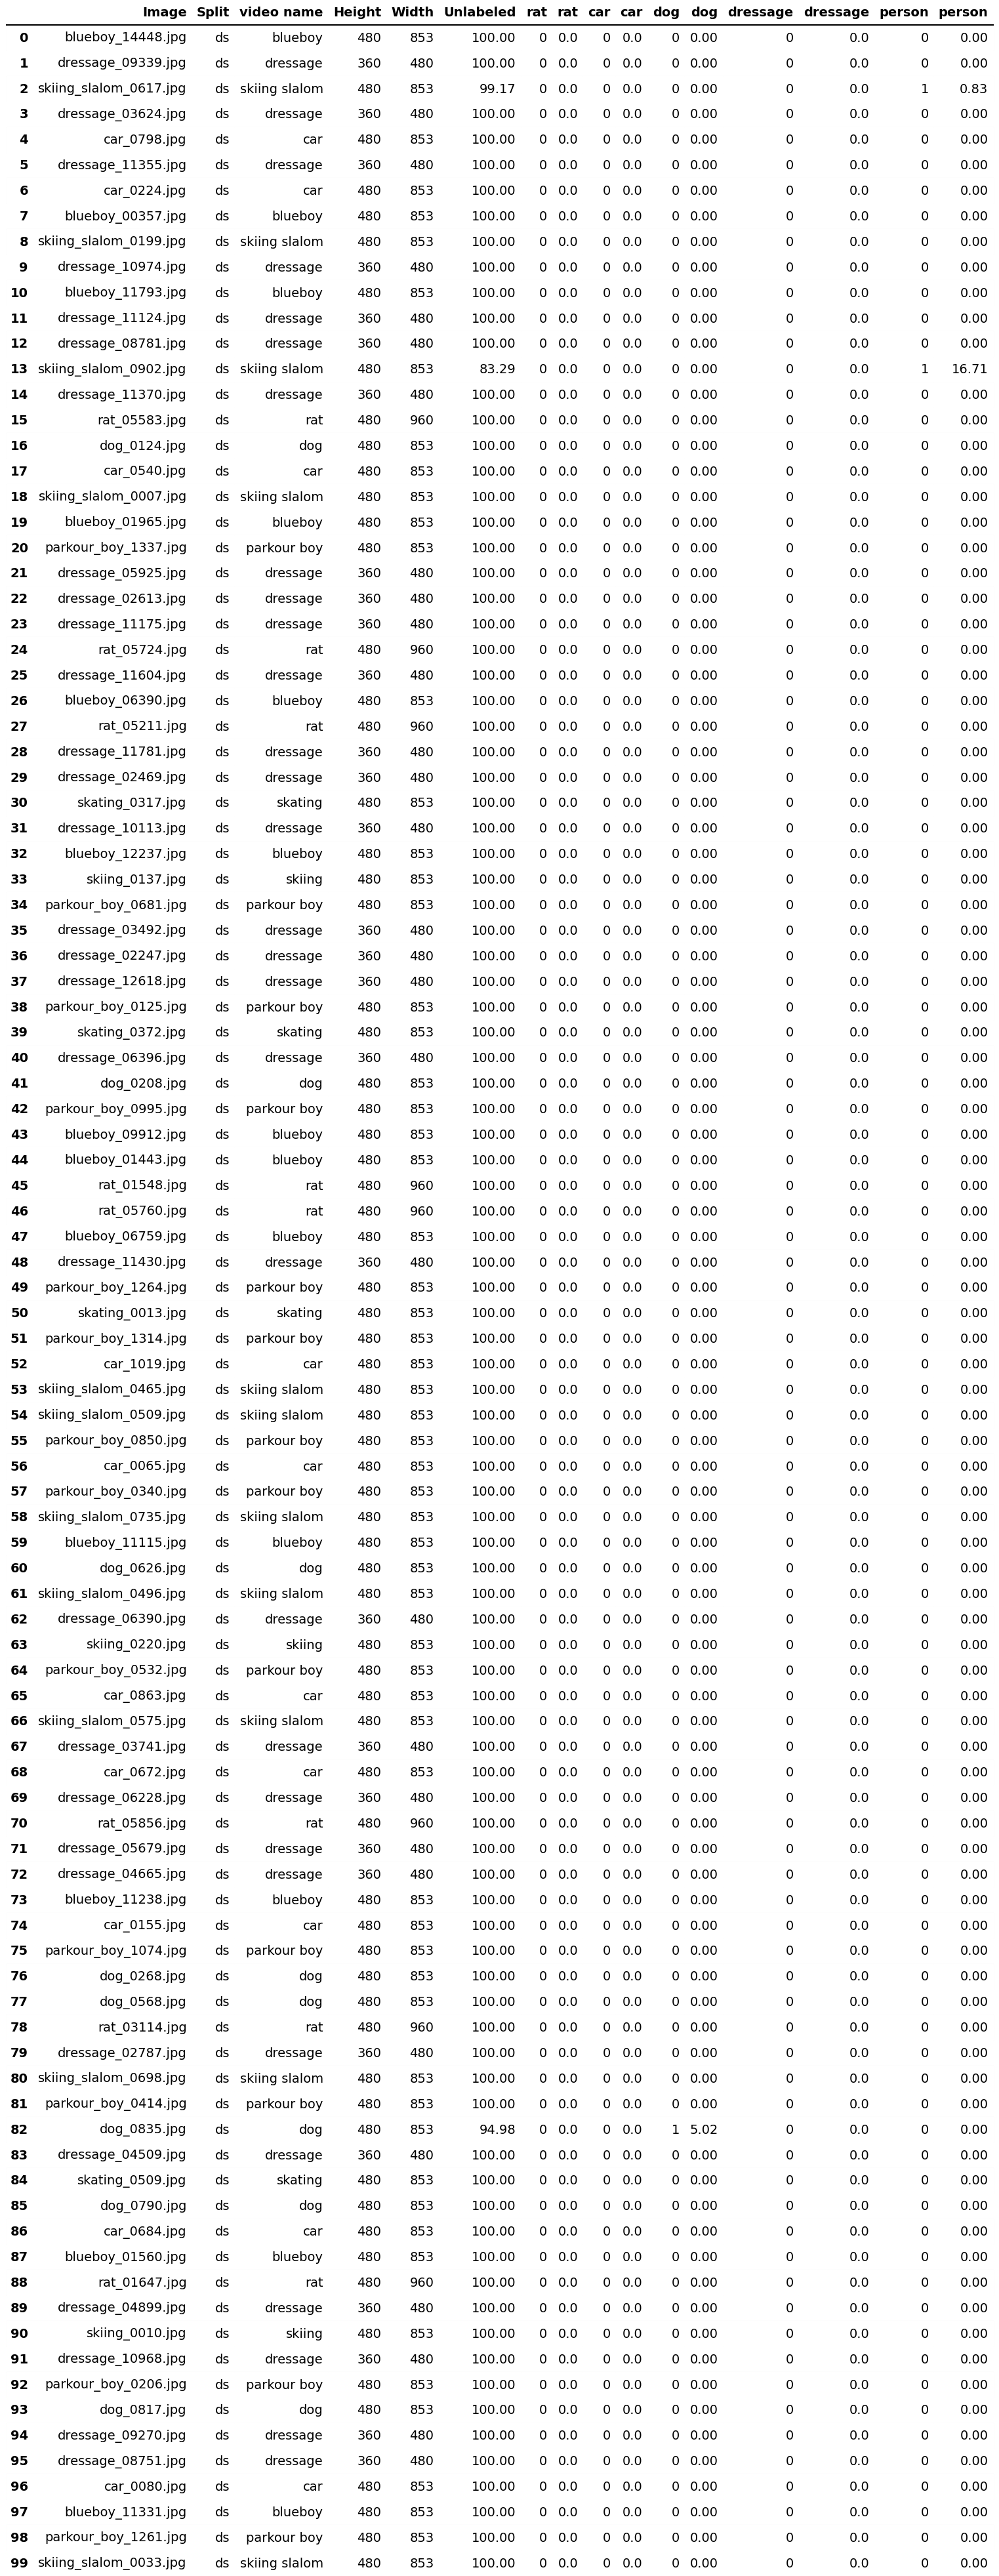 Image Split video name Height Width Unlabeled rat rat car car dog dog dressage dressage person person
0 blueboy_14448.jpg ds blueboy 480 853 100.00 0 0.0 0 0.0 0 0.00 0 0.0 0 0.00
1 dressage_09339.jpg ds dressage 360 480 100.00 0 0.0 0 0.0 0 0.00 0 0.0 0 0.00
2 skiing_slalom_0617.jpg ds skiing slalom 480 853 99.17 0 0.0 0 0.0 0 0.00 0 0.0 1 0.83
3 dressage_03624.jpg ds dressage 360 480 100.00 0 0.0 0 0.0 0 0.00 0 0.0 0 0.00
4 car_0798.jpg ds car 480 853 100.00 0 0.0 0 0.0 0 0.00 0 0.0 0 0.00
5 dressage_11355.jpg ds dressage 360 480 100.00 0 0.0 0 0.0 0 0.00 0 0.0 0 0.00
6 car_0224.jpg ds car 480 853 100.00 0 0.0 0 0.0 0 0.00 0 0.0 0 0.00
7 blueboy_00357.jpg ds blueboy 480 853 100.00 0 0.0 0 0.0 0 0.00 0 0.0 0 0.00
8 skiing_slalom_0199.jpg ds skiing slalom 480 853 100.00 0 0.0 0 0.0 0 0.00 0 0.0 0 0.00
9 dressage_10974.jpg ds dressage 360 480 100.00 0 0.0 0 0.0 0 0.00 0 0.0 0 0.00
10 blueboy_11793.jpg ds blueboy 480 853 100.00 0 0.0 0 0.0 0 0.00 0 0.0 0 0.00
11 dressage_11124.jpg ds dressage 360 480 100.00 0 0.0 0 0.0 0 0.00 0 0.0 0 0.00
12 dressage_08781.jpg ds dressage 360 480 100.00 0 0.0 0 0.0 0 0.00 0 0.0 0 0.00
13 skiing_slalom_0902.jpg ds skiing slalom 480 853 83.29 0 0.0 0 0.0 0 0.00 0 0.0 1 16.71
14 dressage_11370.jpg ds dressage 360 480 100.00 0 0.0 0 0.0 0 0.00 0 0.0 0 0.00
15 rat_05583.jpg ds rat 480 960 100.00 0 0.0 0 0.0 0 0.00 0 0.0 0 0.00
16 dog_0124.jpg ds dog 480 853 100.00 0 0.0 0 0.0 0 0.00 0 0.0 0 0.00
17 car_0540.jpg ds car 480 853 100.00 0 0.0 0 0.0 0 0.00 0 0.0 0 0.00
18 skiing_slalom_0007.jpg ds skiing slalom 480 853 100.00 0 0.0 0 0.0 0 0.00 0 0.0 0 0.00
19 blueboy_01965.jpg ds blueboy 480 853 100.00 0 0.0 0 0.0 0 0.00 0 0.0 0 0.00
20 parkour_boy_1337.jpg ds parkour boy 480 853 100.00 0 0.0 0 0.0 0 0.00 0 0.0 0 0.00
21 dressage_05925.jpg ds dressage 360 480 100.00 0 0.0 0 0.0 0 0.00 0 0.0 0 0.00
22 dressage_02613.jpg ds dressage 360 480 100.00 0 0.0 0 0.0 0 0.00 0 0.0 0 0.00
23 dressage_11175.jpg ds dressage 360 480 100.00 0 0.0 0 0.0 0 0.00 0 0.0 0 0.00
24 rat_05724.jpg ds rat 480 960 100.00 0 0.0 0 0.0 0 0.00 0 0.0 0 0.00
25 dressage_11604.jpg ds dressage 360 480 100.00 0 0.0 0 0.0 0 0.00 0 0.0 0 0.00
26 blueboy_06390.jpg ds blueboy 480 853 100.00 0 0.0 0 0.0 0 0.00 0 0.0 0 0.00
27 rat_05211.jpg ds rat 480 960 100.00 0 0.0 0 0.0 0 0.00 0 0.0 0 0.00
28 dressage_11781.jpg ds dressage 360 480 100.00 0 0.0 0 0.0 0 0.00 0 0.0 0 0.00
29 dressage_02469.jpg ds dressage 360 480 100.00 0 0.0 0 0.0 0 0.00 0 0.0 0 0.00
30 skating_0317.jpg ds skating 480 853 100.00 0 0.0 0 0.0 0 0.00 0 0.0 0 0.00
31 dressage_10113.jpg ds dressage 360 480 100.00 0 0.0 0 0.0 0 0.00 0 0.0 0 0.00
32 blueboy_12237.jpg ds blueboy 480 853 100.00 0 0.0 0 0.0 0 0.00 0 0.0 0 0.00
33 skiing_0137.jpg ds skiing 480 853 100.00 0 0.0 0 0.0 0 0.00 0 0.0 0 0.00
34 parkour_boy_0681.jpg ds parkour boy 480 853 100.00 0 0.0 0 0.0 0 0.00 0 0.0 0 0.00
35 dressage_03492.jpg ds dressage 360 480 100.00 0 0.0 0 0.0 0 0.00 0 0.0 0 0.00
36 dressage_02247.jpg ds dressage 360 480 100.00 0 0.0 0 0.0 0 0.00 0 0.0 0 0.00
37 dressage_12618.jpg ds dressage 360 480 100.00 0 0.0 0 0.0 0 0.00 0 0.0 0 0.00
38 parkour_boy_0125.jpg ds parkour boy 480 853 100.00 0 0.0 0 0.0 0 0.00 0 0.0 0 0.00
39 skating_0372.jpg ds skating 480 853 100.00 0 0.0 0 0.0 0 0.00 0 0.0 0 0.00
40 dressage_06396.jpg ds dressage 360 480 100.00 0 0.0 0 0.0 0 0.00 0 0.0 0 0.00
41 dog_0208.jpg ds dog 480 853 100.00 0 0.0 0 0.0 0 0.00 0 0.0 0 0.00
42 parkour_boy_0995.jpg ds parkour boy 480 853 100.00 0 0.0 0 0.0 0 0.00 0 0.0 0 0.00
43 blueboy_09912.jpg ds blueboy 480 853 100.00 0 0.0 0 0.0 0 0.00 0 0.0 0 0.00
44 blueboy_01443.jpg ds blueboy 480 853 100.00 0 0.0 0 0.0 0 0.00 0 0.0 0 0.00
45 rat_01548.jpg ds rat 480 960 100.00 0 0.0 0 0.0 0 0.00 0 0.0 0 0.00
46 rat_05760.jpg ds rat 480 960 100.00 0 0.0 0 0.0 0 0.00 0 0.0 0 0.00
47 blueboy_06759.jpg ds blueboy 480 853 100.00 0 0.0 0 0.0 0 0.00 0 0.0 0 0.00
48 dressage_11430.jpg ds dressage 360 480 100.00 0 0.0 0 0.0 0 0.00 0 0.0 0 0.00
49 parkour_boy_1264.jpg ds parkour boy 480 853 100.00 0 0.0 0 0.0 0 0.00 0 0.0 0 0.00
50 skating_0013.jpg ds skating 480 853 100.00 0 0.0 0 0.0 0 0.00 0 0.0 0 0.00
51 parkour_boy_1314.jpg ds parkour boy 480 853 100.00 0 0.0 0 0.0 0 0.00 0 0.0 0 0.00
52 car_1019.jpg ds car 480 853 100.00 0 0.0 0 0.0 0 0.00 0 0.0 0 0.00
53 skiing_slalom_0465.jpg ds skiing slalom 480 853 100.00 0 0.0 0 0.0 0 0.00 0 0.0 0 0.00
54 skiing_slalom_0509.jpg ds skiing slalom 480 853 100.00 0 0.0 0 0.0 0 0.00 0 0.0 0 0.00
55 parkour_boy_0850.jpg ds parkour boy 480 853 100.00 0 0.0 0 0.0 0 0.00 0 0.0 0 0.00
56 car_0065.jpg ds car 480 853 100.00 0 0.0 0 0.0 0 0.00 0 0.0 0 0.00
57 parkour_boy_0340.jpg ds parkour boy 480 853 100.00 0 0.0 0 0.0 0 0.00 0 0.0 0 0.00
58 skiing_slalom_0735.jpg ds skiing slalom 480 853 100.00 0 0.0 0 0.0 0 0.00 0 0.0 0 0.00
59 blueboy_11115.jpg ds blueboy 480 853 100.00 0 0.0 0 0.0 0 0.00 0 0.0 0 0.00
60 dog_0626.jpg ds dog 480 853 100.00 0 0.0 0 0.0 0 0.00 0 0.0 0 0.00
61 skiing_slalom_0496.jpg ds skiing slalom 480 853 100.00 0 0.0 0 0.0 0 0.00 0 0.0 0 0.00
62 dressage_06390.jpg ds dressage 360 480 100.00 0 0.0 0 0.0 0 0.00 0 0.0 0 0.00
63 skiing_0220.jpg ds skiing 480 853 100.00 0 0.0 0 0.0 0 0.00 0 0.0 0 0.00
64 parkour_boy_0532.jpg ds parkour boy 480 853 100.00 0 0.0 0 0.0 0 0.00 0 0.0 0 0.00
65 car_0863.jpg ds car 480 853 100.00 0 0.0 0 0.0 0 0.00 0 0.0 0 0.00
66 skiing_slalom_0575.jpg ds skiing slalom 480 853 100.00 0 0.0 0 0.0 0 0.00 0 0.0 0 0.00
67 dressage_03741.jpg ds dressage 360 480 100.00 0 0.0 0 0.0 0 0.00 0 0.0 0 0.00
68 car_0672.jpg ds car 480 853 100.00 0 0.0 0 0.0 0 0.00 0 0.0 0 0.00
69 dressage_06228.jpg ds dressage 360 480 100.00 0 0.0 0 0.0 0 0.00 0 0.0 0 0.00
70 rat_05856.jpg ds rat 480 960 100.00 0 0.0 0 0.0 0 0.00 0 0.0 0 0.00
71 dressage_05679.jpg ds dressage 360 480 100.00 0 0.0 0 0.0 0 0.00 0 0.0 0 0.00
72 dressage_04665.jpg ds dressage 360 480 100.00 0 0.0 0 0.0 0 0.00 0 0.0 0 0.00
73 blueboy_11238.jpg ds blueboy 480 853 100.00 0 0.0 0 0.0 0 0.00 0 0.0 0 0.00
74 car_0155.jpg ds car 480 853 100.00 0 0.0 0 0.0 0 0.00 0 0.0 0 0.00
75 parkour_boy_1074.jpg ds parkour boy 480 853 100.00 0 0.0 0 0.0 0 0.00 0 0.0 0 0.00
76 dog_0268.jpg ds dog 480 853 100.00 0 0.0 0 0.0 0 0.00 0 0.0 0 0.00
77 dog_0568.jpg ds dog 480 853 100.00 0 0.0 0 0.0 0 0.00 0 0.0 0 0.00
78 rat_03114.jpg ds rat 480 960 100.00 0 0.0 0 0.0 0 0.00 0 0.0 0 0.00
79 dressage_02787.jpg ds dressage 360 480 100.00 0 0.0 0 0.0 0 0.00 0 0.0 0 0.00
80 skiing_slalom_0698.jpg ds skiing slalom 480 853 100.00 0 0.0 0 0.0 0 0.00 0 0.0 0 0.00
81 parkour_boy_0414.jpg ds parkour boy 480 853 100.00 0 0.0 0 0.0 0 0.00 0 0.0 0 0.00
82 dog_0835.jpg ds dog 480 853 94.98 0 0.0 0 0.0 1 5.02 0 0.0 0 0.00
83 dressage_04509.jpg ds dressage 360 480 100.00 0 0.0 0 0.0 0 0.00 0 0.0 0 0.00
84 skating_0509.jpg ds skating 480 853 100.00 0 0.0 0 0.0 0 0.00 0 0.0 0 0.00
85 dog_0790.jpg ds dog 480 853 100.00 0 0.0 0 0.0 0 0.00 0 0.0 0 0.00
86 car_0684.jpg ds car 480 853 100.00 0 0.0 0 0.0 0 0.00 0 0.0 0 0.00
87 blueboy_01560.jpg ds blueboy 480 853 100.00 0 0.0 0 0.0 0 0.00 0 0.0 0 0.00
88 rat_01647.jpg ds rat 480 960 100.00 0 0.0 0 0.0 0 0.00 0 0.0 0 0.00
89 dressage_04899.jpg ds dressage 360 480 100.00 0 0.0 0 0.0 0 0.00 0 0.0 0 0.00
90 skiing_0010.jpg ds skiing 480 853 100.00 0 0.0 0 0.0 0 0.00 0 0.0 0 0.00
91 dressage_10968.jpg ds dressage 360 480 100.00 0 0.0 0 0.0 0 0.00 0 0.0 0 0.00
92 parkour_boy_0206.jpg ds parkour boy 480 853 100.00 0 0.0 0 0.0 0 0.00 0 0.0 0 0.00
93 dog_0817.jpg ds dog 480 853 100.00 0 0.0 0 0.0 0 0.00 0 0.0 0 0.00
94 dressage_09270.jpg ds dressage 360 480 100.00 0 0.0 0 0.0 0 0.00 0 0.0 0 0.00
95 dressage_08751.jpg ds dressage 360 480 100.00 0 0.0 0 0.0 0 0.00 0 0.0 0 0.00
96 car_0080.jpg ds car 480 853 100.00 0 0.0 0 0.0 0 0.00 0 0.0 0 0.00
97 blueboy_11331.jpg ds blueboy 480 853 100.00 0 0.0 0 0.0 0 0.00 0 0.0 0 0.00
98 parkour_boy_1261.jpg ds parkour boy 480 853 100.00 0 0.0 0 0.0 0 0.00 0 0.0 0 0.00
99 skiing_slalom_0033.jpg ds skiing slalom 480 853 100.00 0 0.0 0 0.0 0 0.00 0 0.0 0 0.00